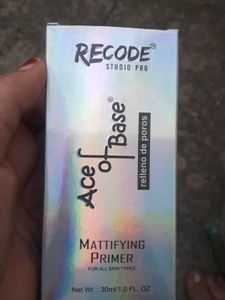 RECODE®
STUDIO PRO
Ace of Base®
relleno de poros
MATTIFYING
PRIMER
FOR ALL SKIN TYPES
Net Wt. : 30ml/1.0 FL. OZ